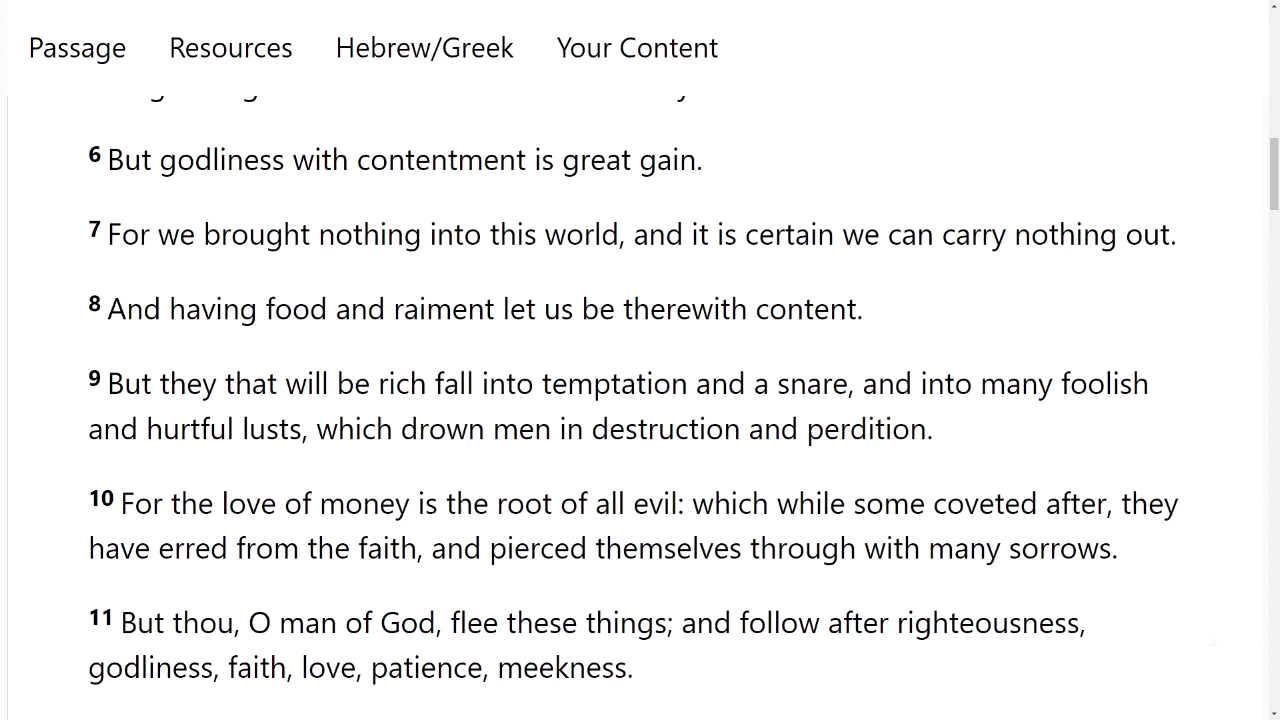 Passage Resources Hebrew/Greek Your Content
6 But godliness with contentment is great gain.
7 For we brought nothing into this world, and it is certain we can carry nothing out.
8 And having food and raiment let us be therewith content.
9 But they that will be rich fall into temptation and a snare, and into many foolish
and hurtful lusts, which drown men in destruction and perdition.
10 For the love of money is the root of all evil: which while some coveted after, they
have erred from the faith, and pierced themselves through with many sorrows.
11 But thou, O man of God, flee these things; and follow after righteousness,
godliness, faith, love, patience, meekness.